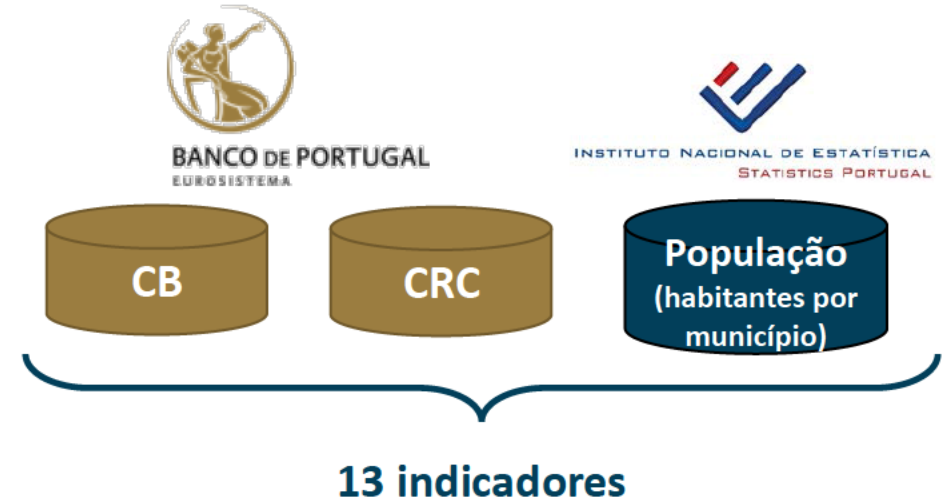 BANCO DE PORTUGAL
EUROSISTEMA
INSTITUTO NACIONAL DE ESTATÍSTICA
STATISTICS PORTUGAL
CB
CRC
População
(habitantes por
município)
13 indicadores